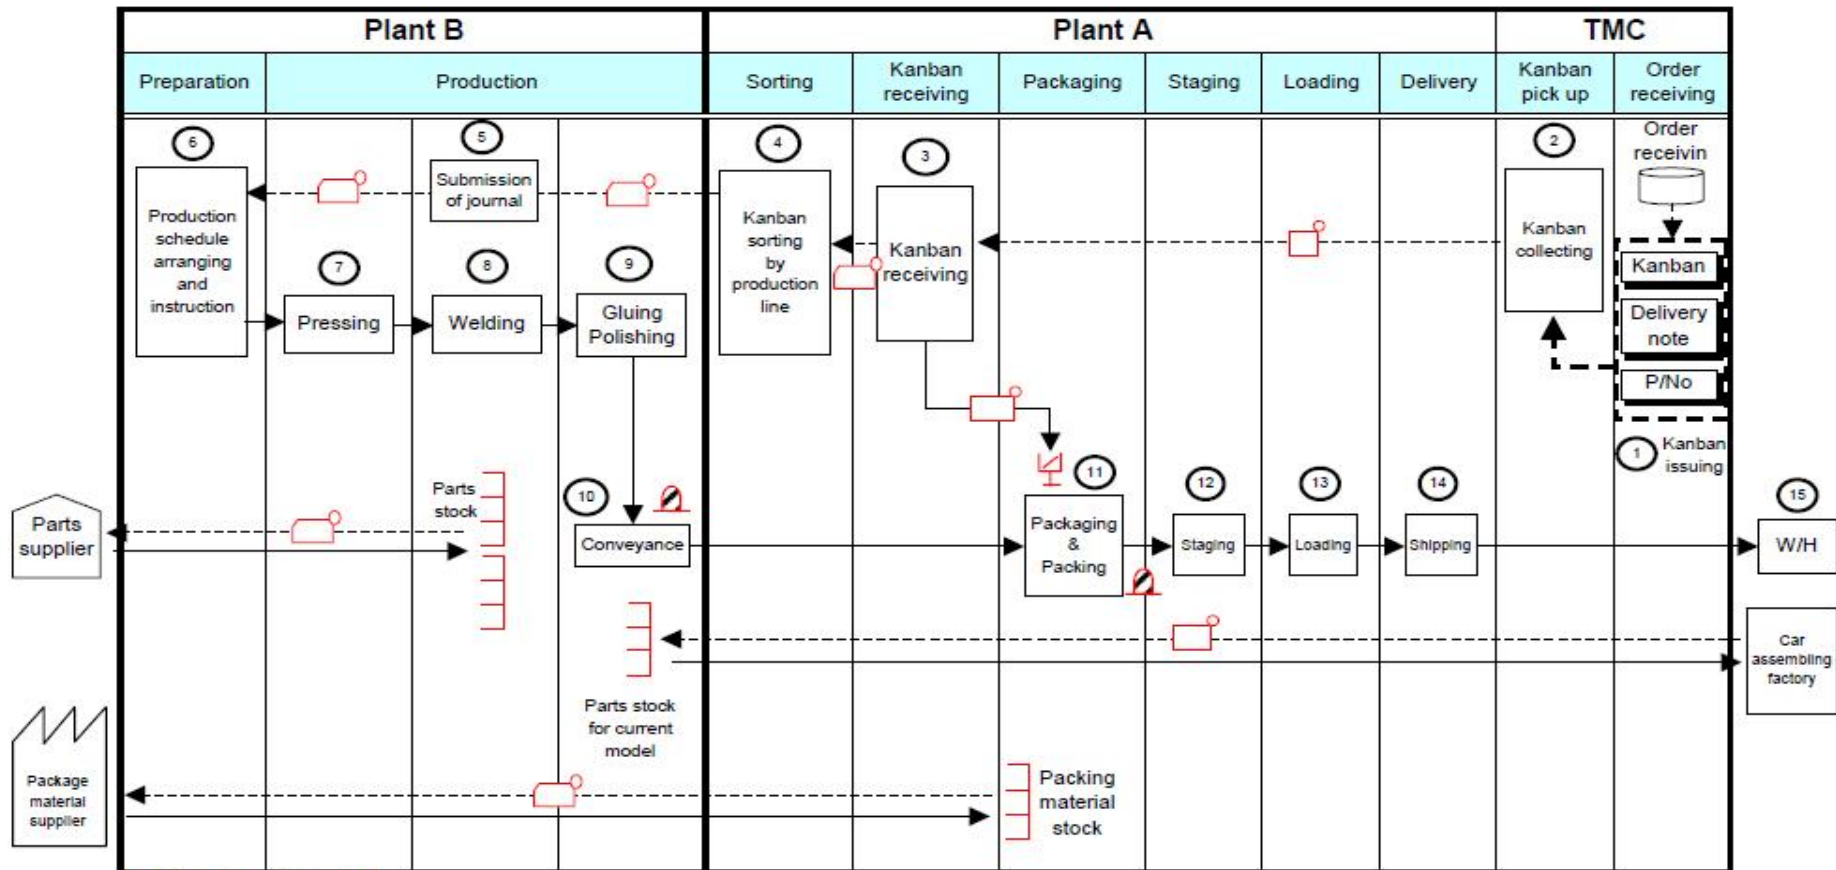 Plant B
Plant A
TMC
Preparation
Production
Sorting
Kanban
receiving
Packaging
Staging
Loading
Delivery
Kanban
pick up
Order
receiving
6
Production
schedule
arranging
and
instruction
5
Submission
of journal
7
Pressing
8
Welding
9
Gluing
Polishing
4
Kanban
sorting
by
production
line
3
Kanban
receiving
2
Kanban
collecting
Order
receivin
Kanban
Delivery
note
P/No
1
Kanban
issuing
Parts
supplier
Parts
stock
10
Conveyance
11
Packaging
&
Packing
12
Staging
13
Loading
14
Shipping
15
W/H
Car
assembling
factory
Parts stock
for current
model
Package
material
supplier
Packing
material
stock